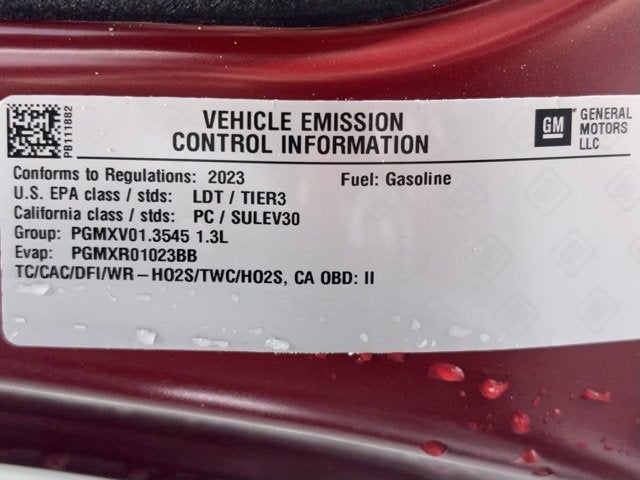 PB111882
VEHICLE EMISSION
CONTROL INFORMATION
GM
GENERAL
MOTORS
LLC
Conforms to Regulations: 2023 Fuel: Gasoline
U.S. EPA class / stds: LDT / TIER3
California class / stds: PC / SULEV30
Group: PGMXV01.3545 1.3L
Evap: PGMXR01023BB
TC/CAC/DFI/WR-HO2S/TWC/HO2S, CA OBD: II